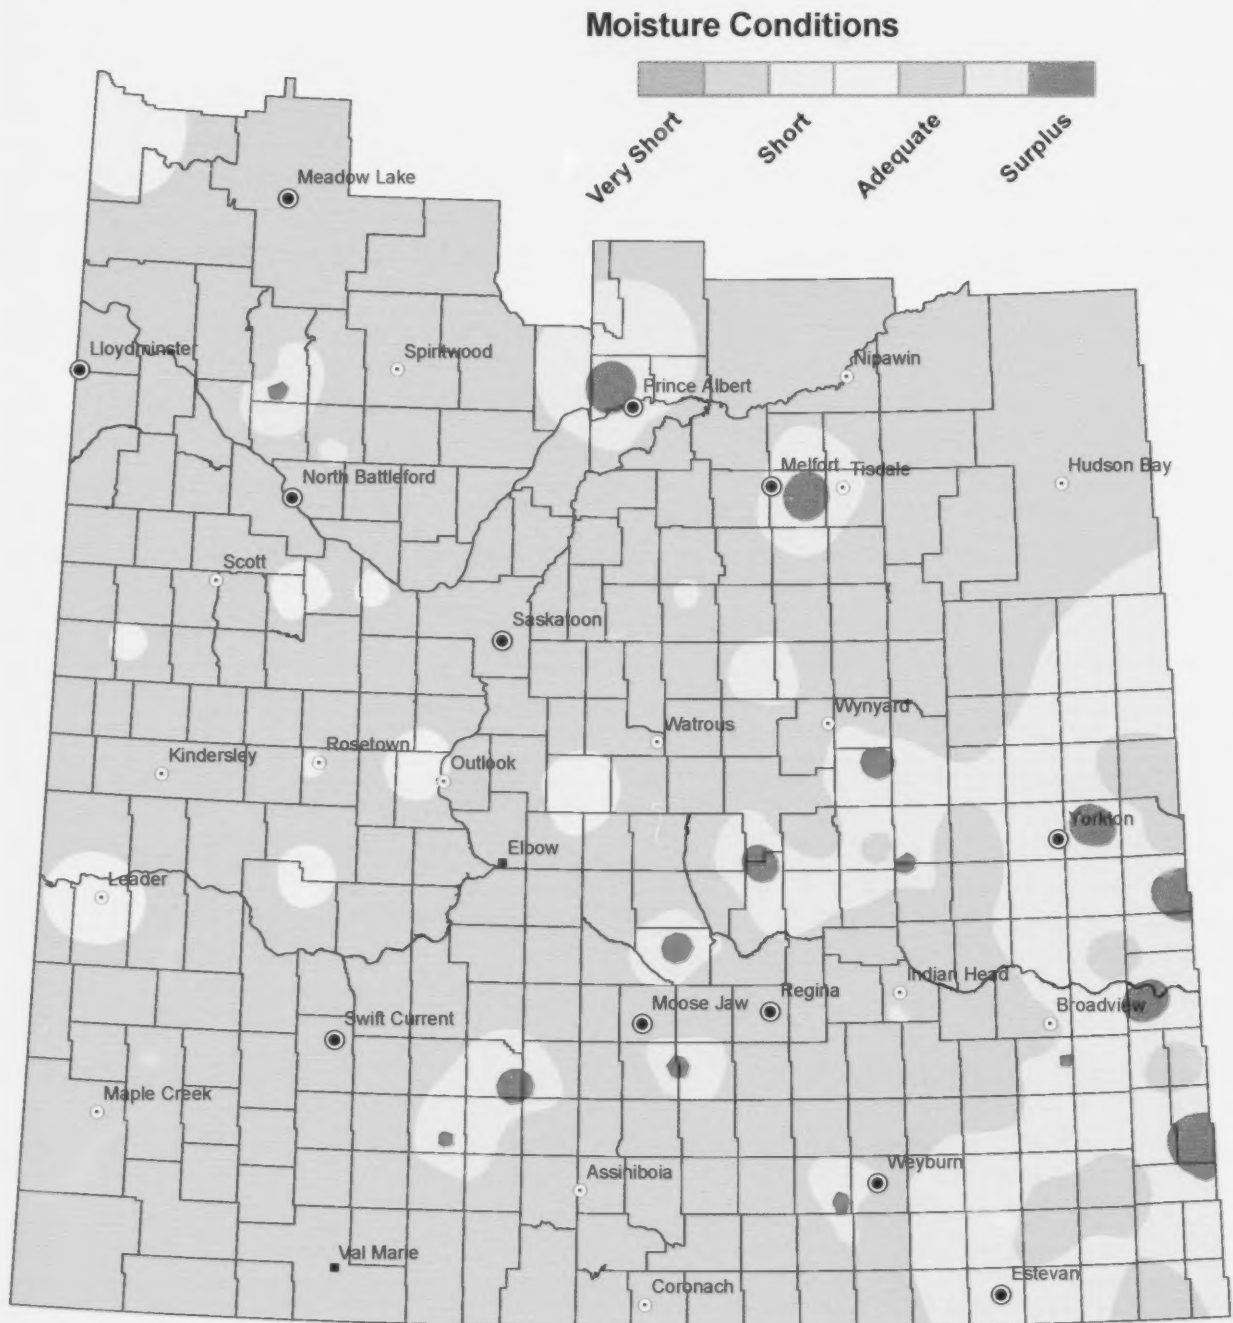 Moisture Conditions
Very Short
Short
Adequate
Surplus
Meadow Lake
Lloydminster
Spiritwood
Nipawin
Prince Albert
Melfort
Tisdale
Hudson Bay
North Battleford
Scott
Saskatoon
Wynyard
Watrous
Rosetown
Kindersley
Outlook
Yorkton
Elbow
Leader
Indian Head
Regina
Moose Jaw
Broadview
Swift Current
Maple Creek
Weyburn
Assiniboia
Val Marie
Estevan
Coronach